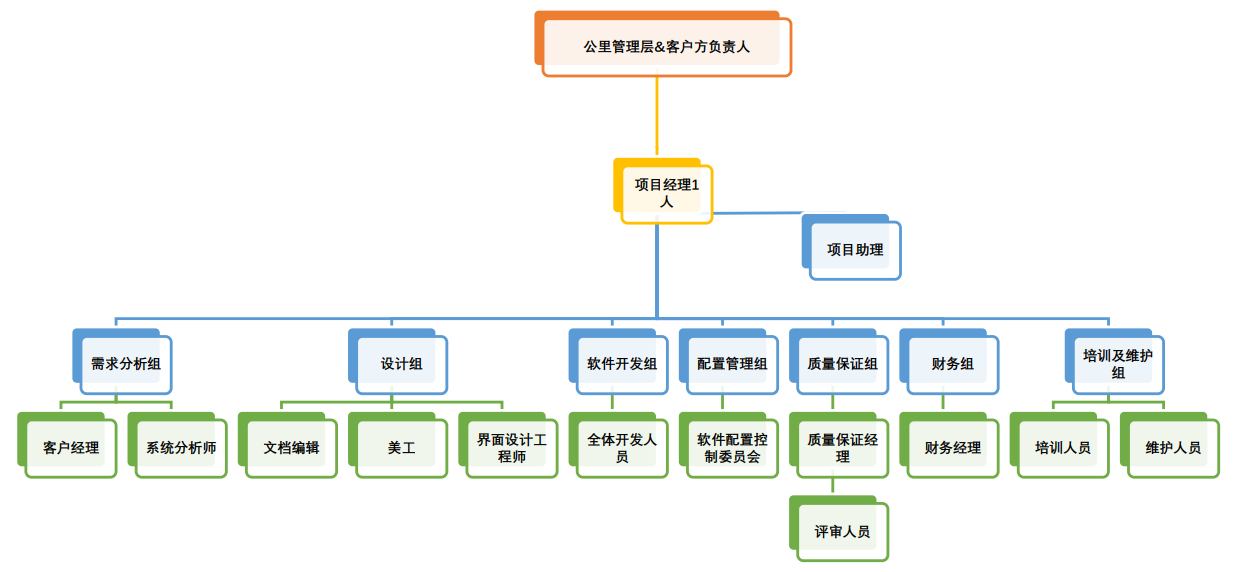 公里管理层&客户方负责人
项目经理1
人
项目助理
需求分析组
设计组
软件开发组
配置管理组
质量保证组
财务组
培训及维护
组
客户经理
系统分析师
文档编辑
美工
界面设计工
程师
全体开发人
员
软件配置控
制委员会
质量保证经
理
财务经理
培训人员
维护人员
评审人员